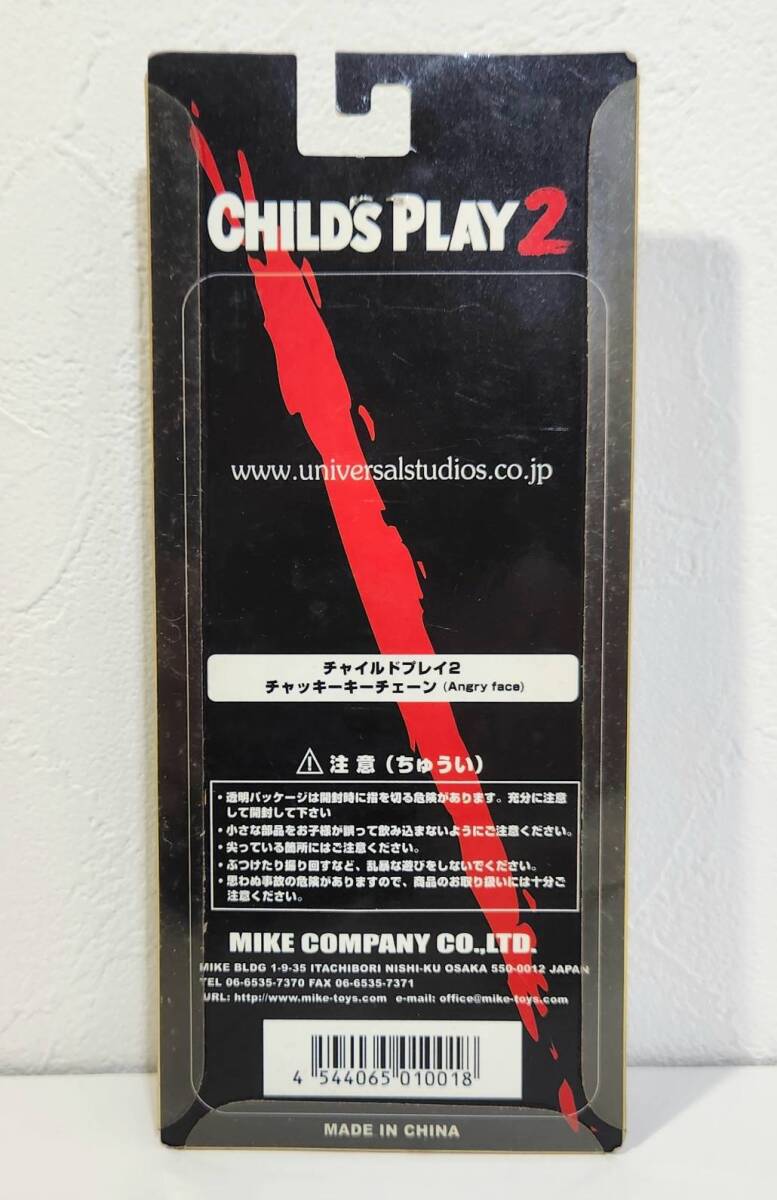 CHILD'S PLAY 2
www.universalstudios.co.jp
チャイルドプレイ2
チャッキーキーチェーン (Angry face)
⚠ 注意 (ちゅうい)
・透明パッケージは開封時に指を切る危険があります。充分に注意
して開封して下さい
・小さな部品をお子様が誤って飲み込まないようにご注意ください。
・尖っている箇所にはご注意ください。
・ぶつけたり振り回すなど、乱暴な遊びをしないでください。
・思わぬ事故の危険がありますので、商品のお取り扱いには十分ご
注意ください。
MIKE COMPANY CO.,LTD.
MIKE BLDG 1-9-35 ITACHIBORI NISHI-KU OSAKA 550-0012 JAPAN
TEL 06-6535-7370 FAX 06-6535-7371
URL: http://www.mike-toys.com e-mail: office@mike-toys.com
4 544065 010018
MADE IN CHINA